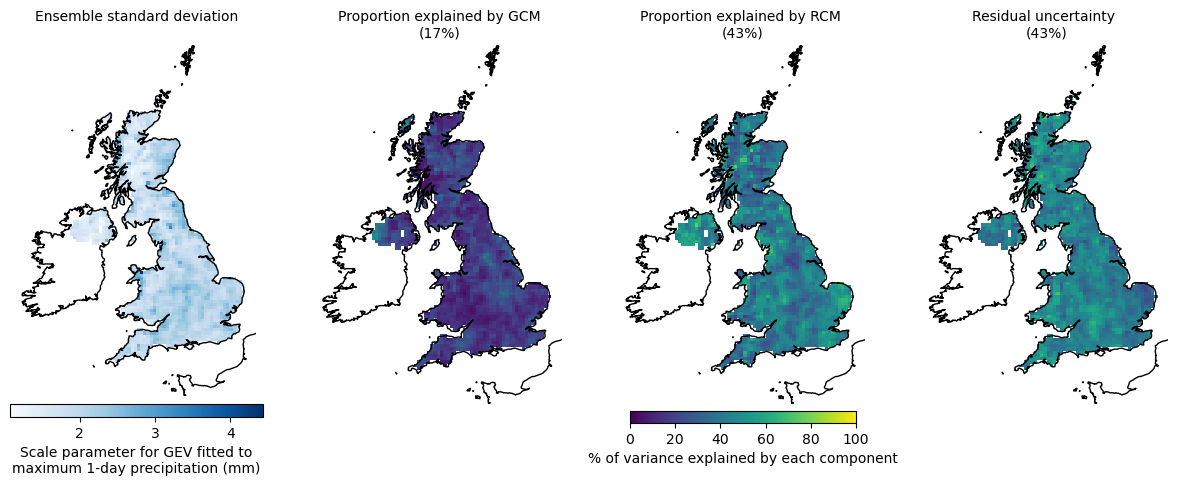 Ensemble standard deviation
Proportion explained by GCM
(17%)
Proportion explained by RCM
(43%)
Residual uncertainty
(43%)
2 3 4
Scale parameter for GEV fitted to
maximum 1-day precipitation (mm)
0 20 40 60 80 100
% of variance explained by each component